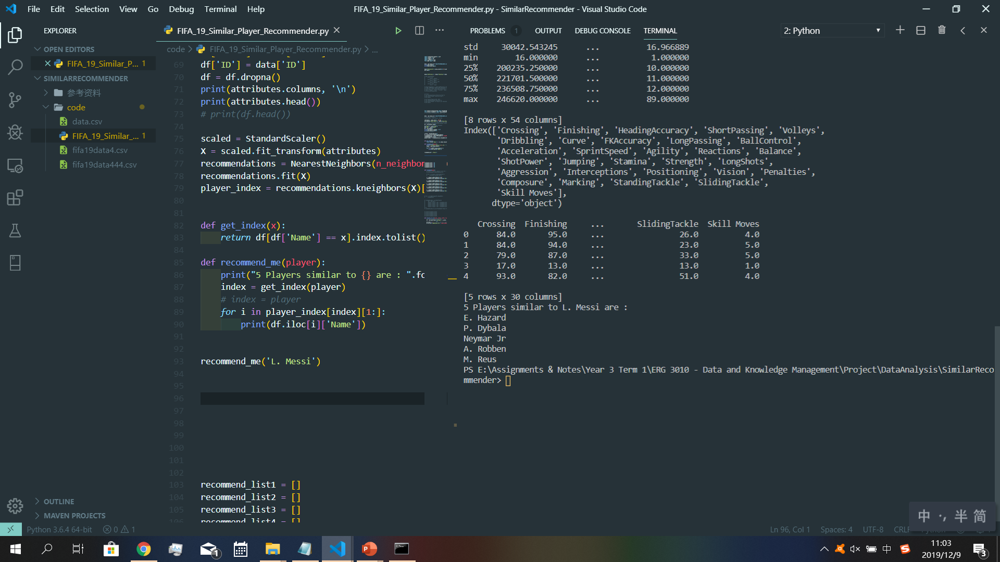 File Edit Selection View Go Debug Terminal Help
FIFA_19_Similar_Player_Recommender.py - SimilarRecommender - Visual Studio Code
EXPLORER
OPEN EDITORS
FIFA_19_Similar_P... 1
SIMILARRECOMMENDER
参考资料
code
data.csv
FIFA_19_Similar_... 1
fifa19data4.csv
fifa19data444.csv
OUTLINE
MAVEN PROJECTS
FIFA_19_Similar_Player_Recommender.py
code > FIFA_19_Similar_Player_Recommender.py > ...
69 df['ID'] = data['ID']
70 df = df.dropna()
71 print(attributes.columns, '\n')
72 print(attributes.head())
73 # print(df.head())
74
75 scaled = StandardScaler()
76 X = scaled.fit_transform(attributes)
77 recommendations = NearestNeighbors(n_neighbor
78 recommendations.fit(X)
79 player_index = recommendations.kneighbors(X)[
80
81
82 def get_index(x):
83 return df[df['Name'] == x].index.tolist()
84
85 def recommend_me(player):
86 print("5 Players similar to {} are : ".fo
87 index = get_index(player)
88 # index = player
89 for i in player_index[index][1:]:
90 print(df.iloc[i]['Name'])
91
92
93 recommend_me('L. Messi')
94
95
96
97
98
99
100
101
102
103 recommend_list1 = []
104 recommend_list2 = []
105 recommend_list3 = []
106 recommend_list4 = []
PROBLEMS 1 OUTPUT DEBUG CONSOLE TERMINAL 2: Python
std 30042.543245 ... 16.966889
min 16.000000 ... 1.000000
25% 200235.250000 ... 10.000000
50% 221701.500000 ... 11.000000
75% 236508.750000 ... 12.000000
max 246620.000000 ... 89.000000
[8 rows x 54 columns]
Index(['Crossing', 'Finishing', 'HeadingAccuracy', 'ShortPassing', 'Volleys',
'Dribbling', 'Curve', 'FKAccuracy', 'LongPassing', 'BallControl',
'Acceleration', 'SprintSpeed', 'Agility', 'Reactions', 'Balance',
'ShotPower', 'Jumping', 'Stamina', 'Strength', 'LongShots',
'Aggression', 'Interceptions', 'Positioning', 'Vision', 'Penalties',
'Composure', 'Marking', 'StandingTackle', 'SlidingTackle',
'Skill Moves'],
dtype='object')
Crossing Finishing ... SlidingTackle Skill Moves
0 84.0 95.0 ... 26.0 4.0
1 84.0 94.0 ... 23.0 5.0
2 79.0 87.0 ... 33.0 5.0
3 17.0 13.0 ... 13.0 1.0
4 93.0 82.0 ... 51.0 4.0
[5 rows x 30 columns]
5 Players similar to L. Messi are :
E. Hazard
P. Dybala
Neymar Jr
A. Robben
M. Reus
PS E:\Assignments & Notes\Year 3 Term 1\ERG 3010 - Data and Knowledge Management\Project\DataAnalysis\SimilarReco
mmender>
中 ·, 半 简
Python 3.6.4 64-bit 0 1
Ln 96, Col 1 Spaces: 4 UTF-8 CRLF Python
1
中
11:03
2019/12/9
3